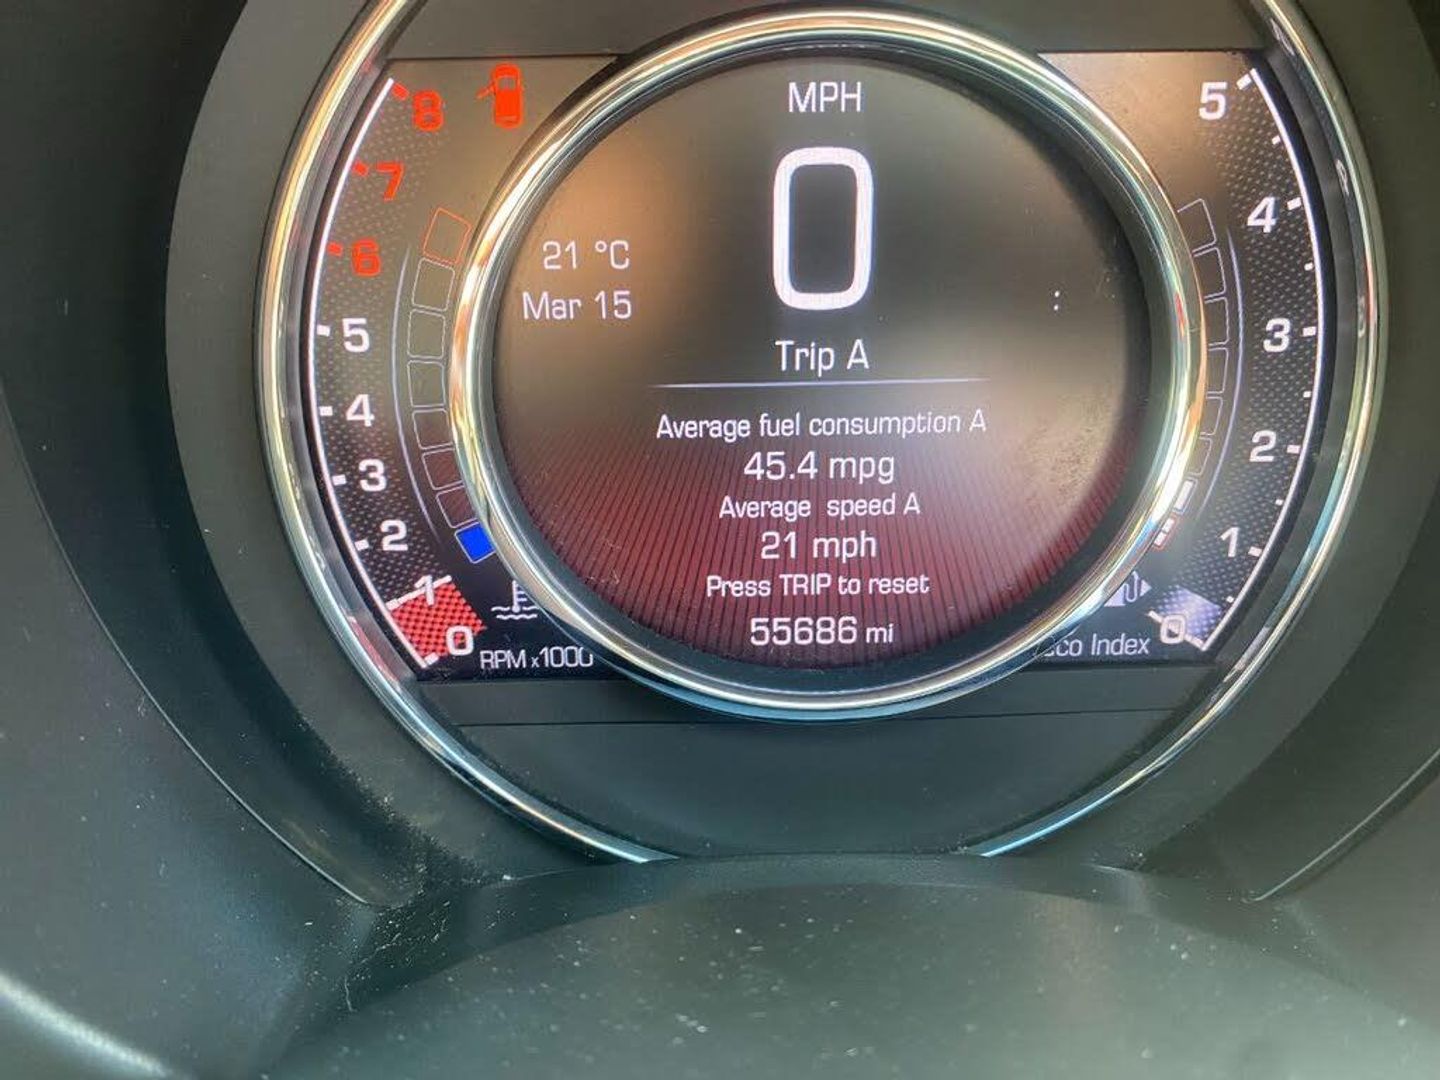 MPH
0
21 °C
Mar 15
:
Trip A
Average fuel consumption A
45.4 mpg
Average speed A
21 mph
Press TRIP to reset
55686 mi
8
7
6
5
4
3
2
1
0
RPM x1000
5
4
3
2
1
0
eco Index